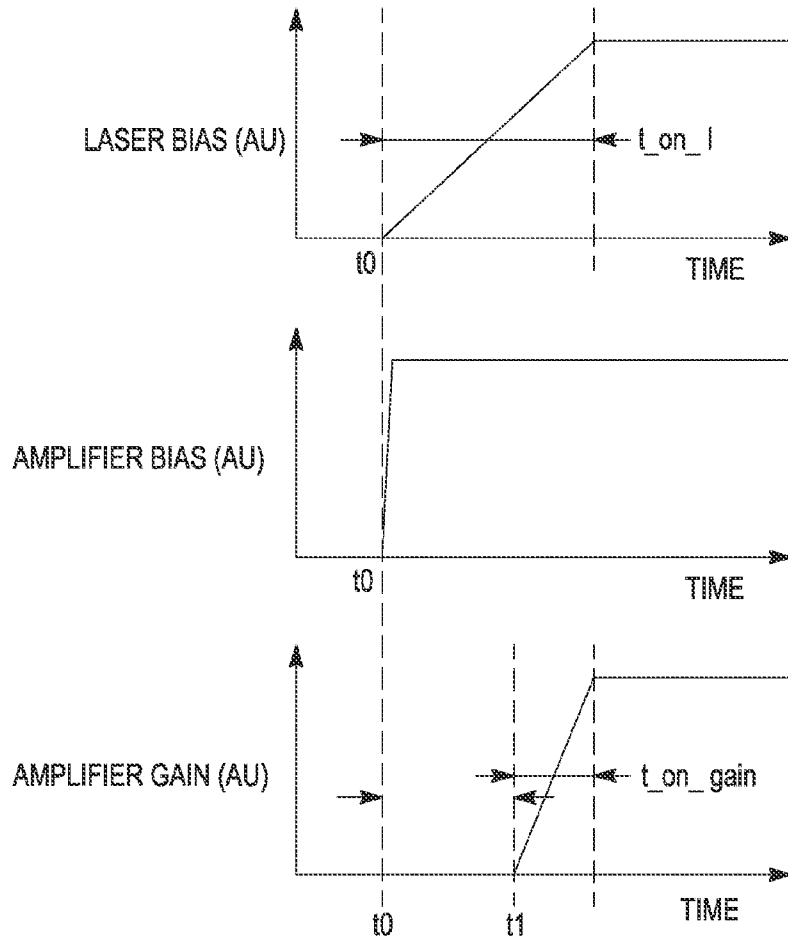 LASER BIAS (AU)
t_on_l
t0
TIME
AMPLIFIER BIAS (AU)
t0
TIME
AMPLIFIER GAIN (AU)
t_on_gain
t0
t1
TIME